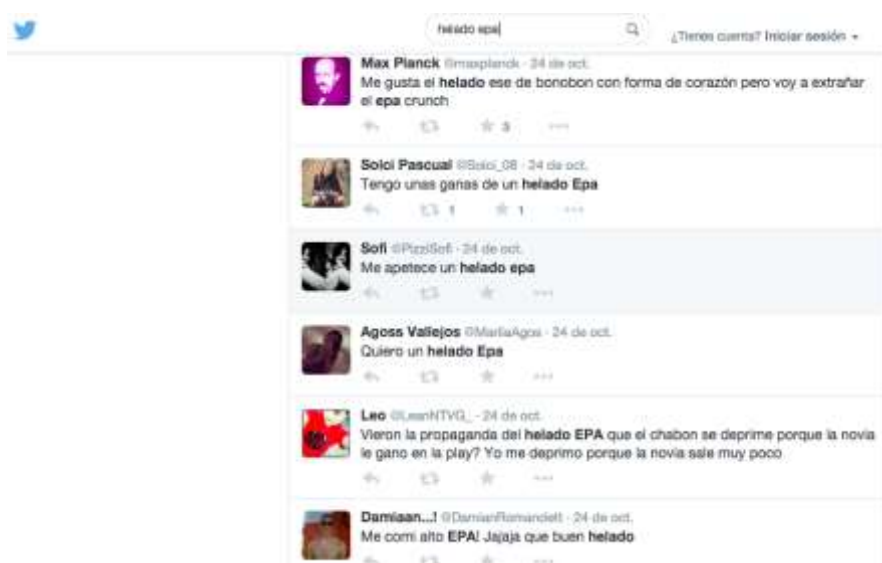 helado epa
¿Tienes cuenta? Iniciar sesión
Max Planck @maxplanck · 24 de oct.
Me gusta el helado ese de bonobon con forma de corazón pero voy a extrañar
el epa crunch
3
Solci Pascual @Solci_08 · 24 de oct.
Tengo unas ganas de un helado Epa
1 1
Sofi @PizziSofi · 24 de oct.
Me apetece un helado epa
Agoss Vallejos @MariiaAgos · 24 de oct.
Quiero un helado Epa
Leo @LeanNTVG_ · 24 de oct.
Vieron la propaganda del helado EPA que el chabon se deprime porque la novia
le gano en la play? Yo me deprimo porque la novia sale muy poco
Damiaan...! · 24 de oct.
Me comi alto EPA! Jajaja que buen helado